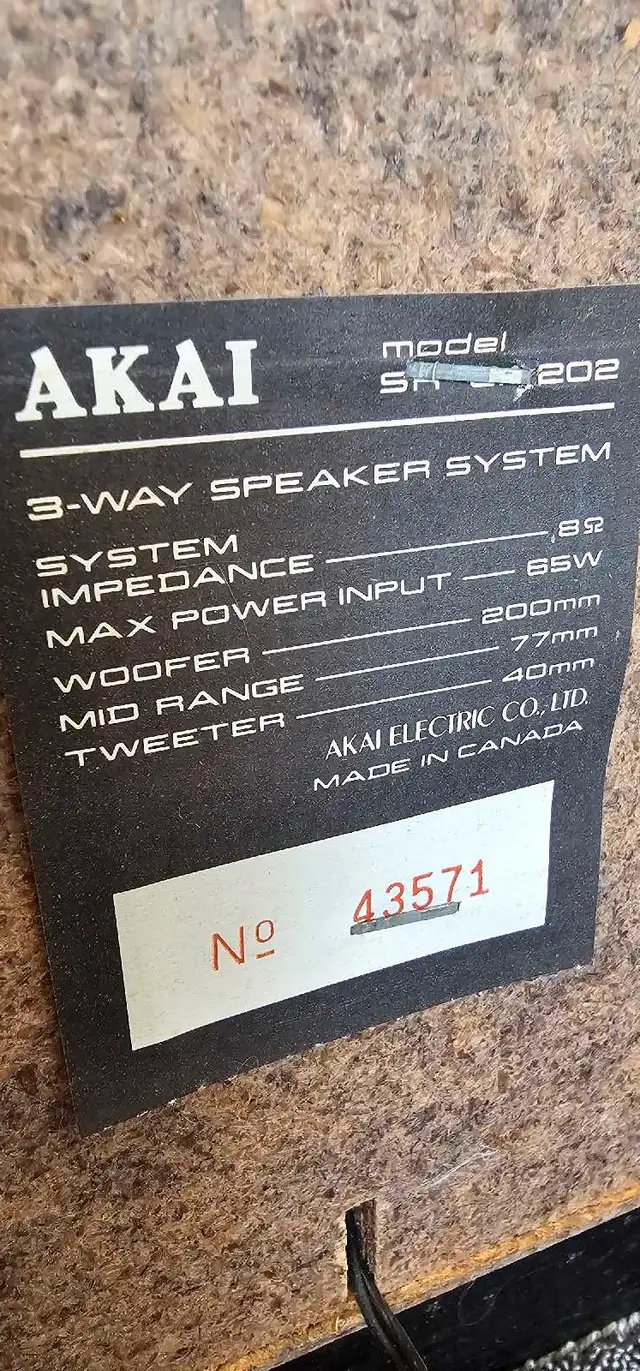 AKAI
model
202
3-WAY SPEAKER SYSTEM
SYSTEM
IMPEDANCE 8Ω
MAX POWER INPUT 65W
WOOFER 200mm
MID RANGE 77mm
TWEETER 40mm
AKAI ELECTRIC CO., LTD.
MADE IN CANADA
Nº 43571